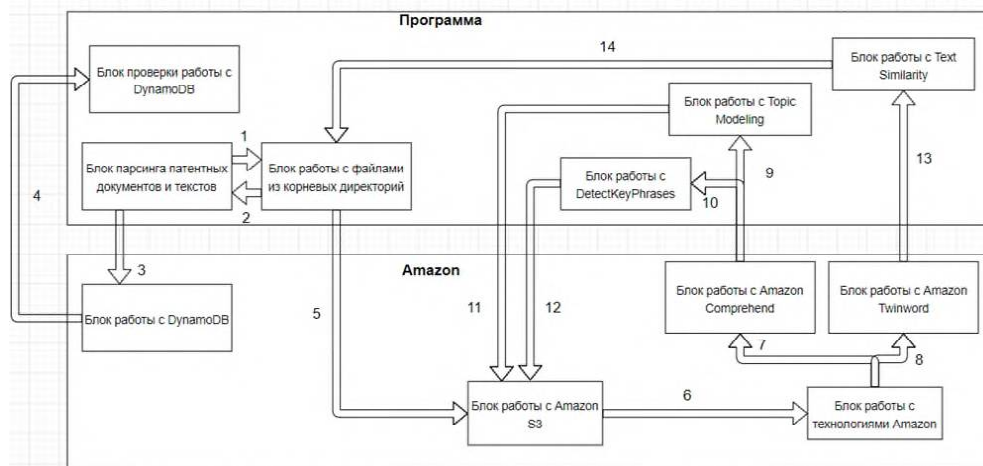 Программа
14
Блок проверки работы с
DynamoDB
Блок работы с Text
Similarity
Блок работы с Topic
Modeling
1
Блок парсинга патентных
документов и текстов
Блок работы с файлами
из корневых директорий
2
Блок работы с
DetectKeyPhrases
10
9
13
4
3
Amazon
Блок работы с DynamoDB
5
11
12
Блок работы с Amazon
Comprehend
Блок работы с Amazon
Twinword
7
8
Блок работы с Amazon
S3
6
Блок работы с
технологиями Amazon